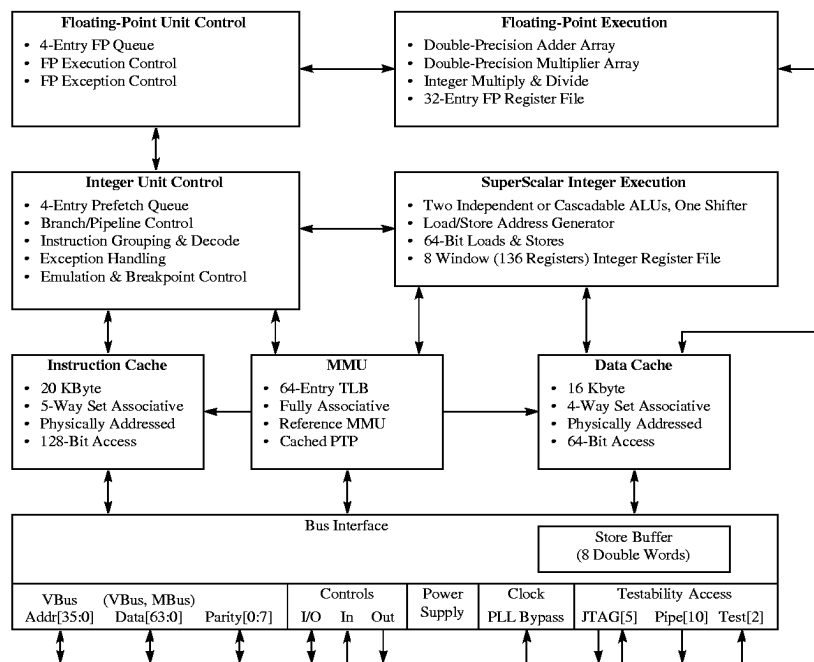 Floating-Point Unit Control
• 4-Entry FP Queue
• FP Execution Control
• FP Exception Control
Floating-Point Execution
• Double-Precision Adder Array
• Double-Precision Multiplier Array
• Integer Multiply & Divide
• 32-Entry FP Register File
Integer Unit Control
• 4-Entry Prefetch Queue
• Branch/Pipeline Control
• Instruction Grouping & Decode
• Exception Handling
• Emulation & Breakpoint Control
SuperScalar Integer Execution
• Two Independent or Cascadable ALUs, One Shifter
• Load/Store Address Generator
• 64-Bit Loads & Stores
• 8 Window (136 Registers) Integer Register File
Instruction Cache
• 20 KByte
• 5-Way Set Associative
• Physically Addressed
• 128-Bit Access
MMU
• 64-Entry TLB
• Fully Associative
• Reference MMU
• Cached PTP
Data Cache
• 16 Kbyte
• 4-Way Set Associative
• Physically Addressed
• 64-Bit Access
Bus Interface
Store Buffer
(8 Double Words)
VBus
Addr[35:0]
(VBus, MBus)
Data[63:0]
Parity[0:7]
Controls
I/O In Out
Power
Supply
Clock
PLL Bypass
Testability Access
JTAG[5] Pipe[10] Test[2]